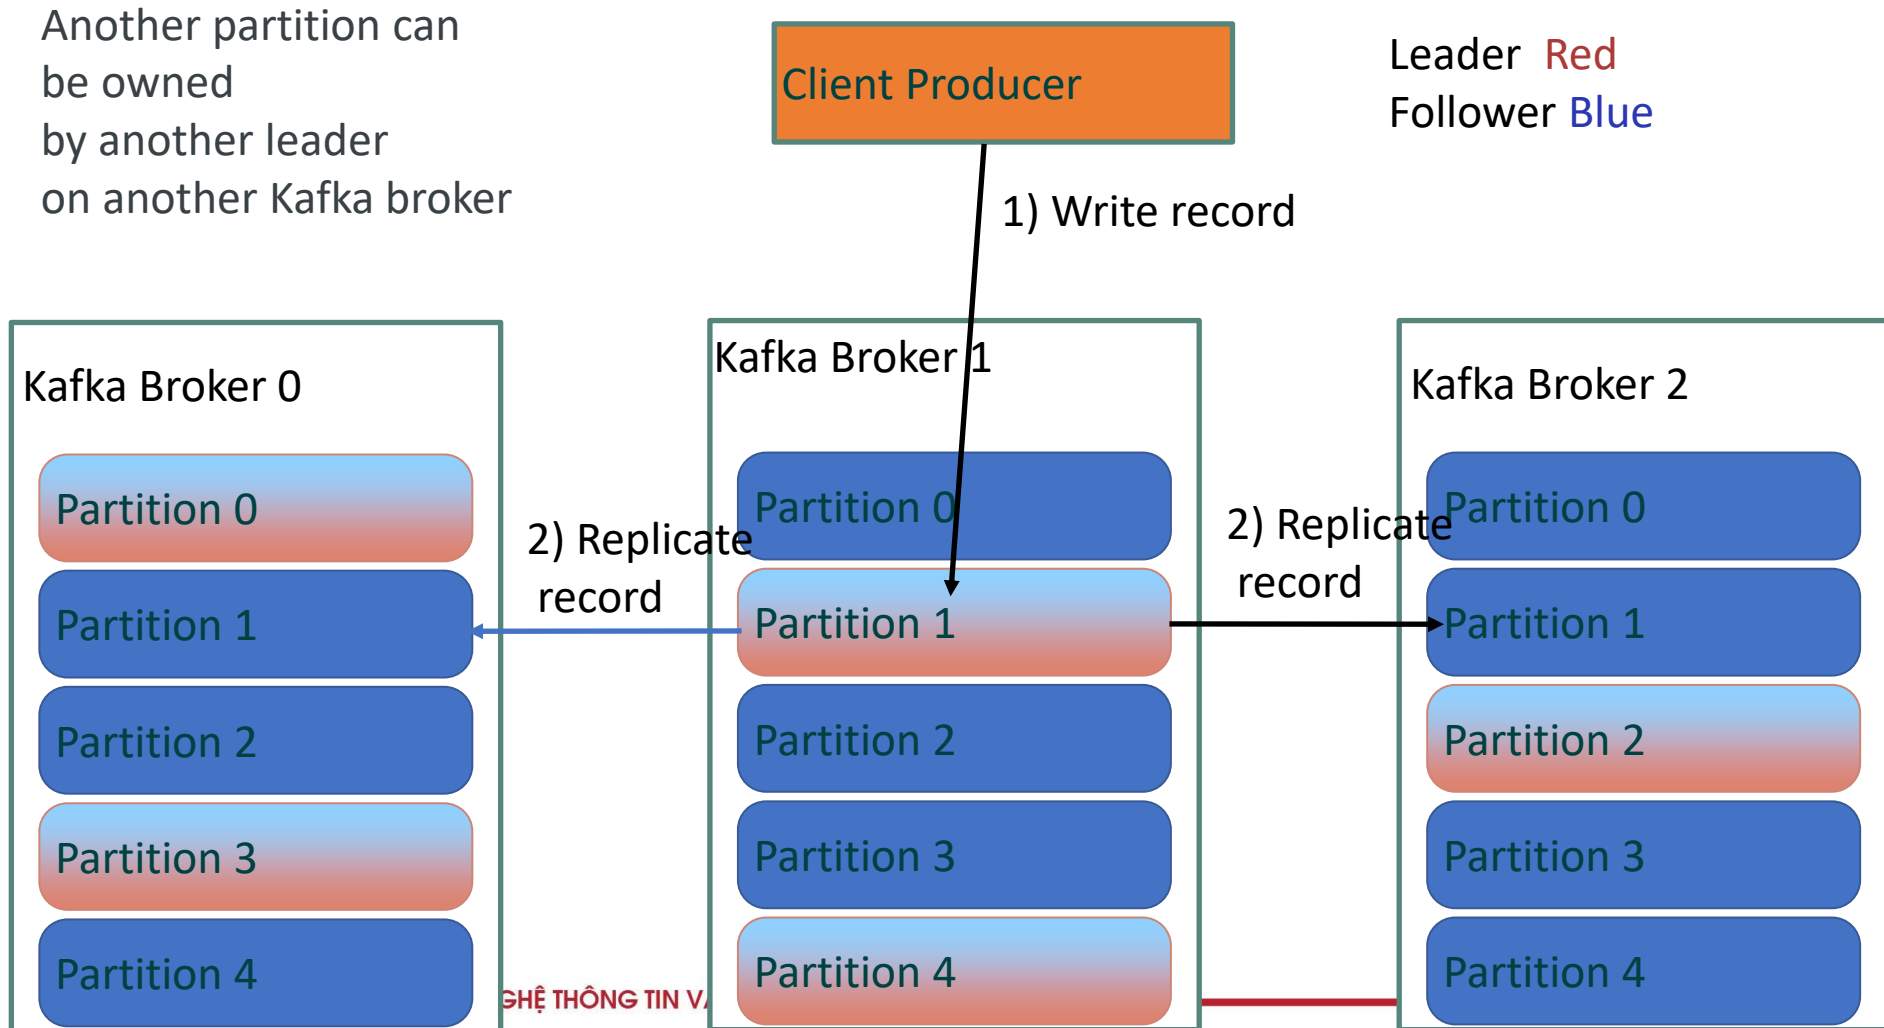 Another partition can
be owned
by another leader
on another Kafka broker
Client Producer
Leader Red
Follower Blue
1) Write record
Kafka Broker 0
Partition 0
Partition 1
Partition 2
Partition 3
Partition 4
2) Replicate
record
Kafka Broker 1
Partition 0
Partition 1
Partition 2
Partition 3
Partition 4
2) Replicate
record
Kafka Broker 2
Partition 0
Partition 1
Partition 2
Partition 3
Partition 4
THÔNG TIN